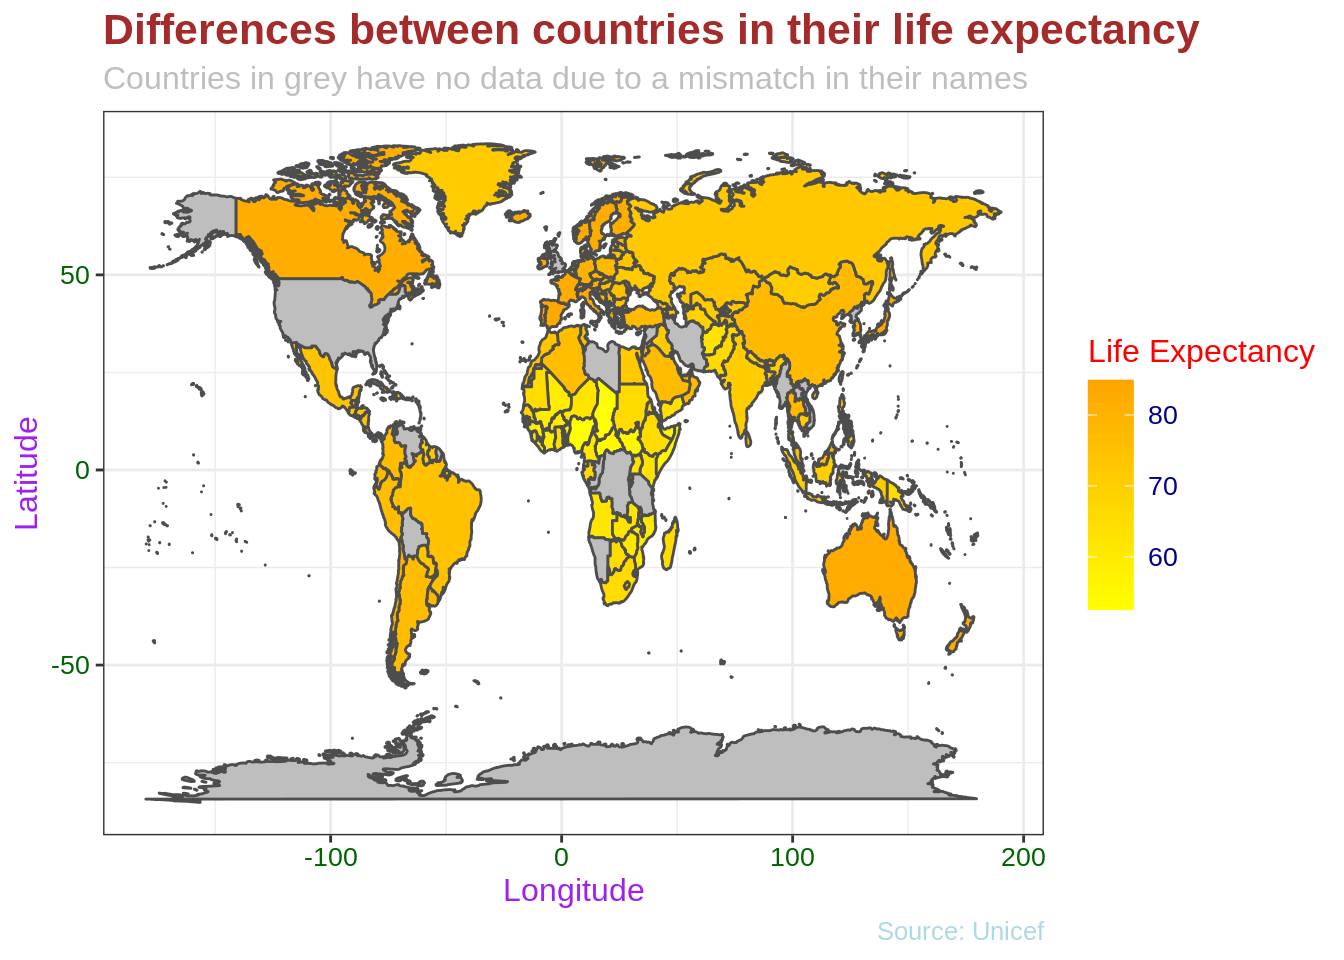 Differences between countries in their life expectancy
Countries in grey have no data due to a mismatch in their names
Latitude
50
0
-50
-100
0
100
200
Longitude
Life Expectancy
80
70
60
Source: Unicef